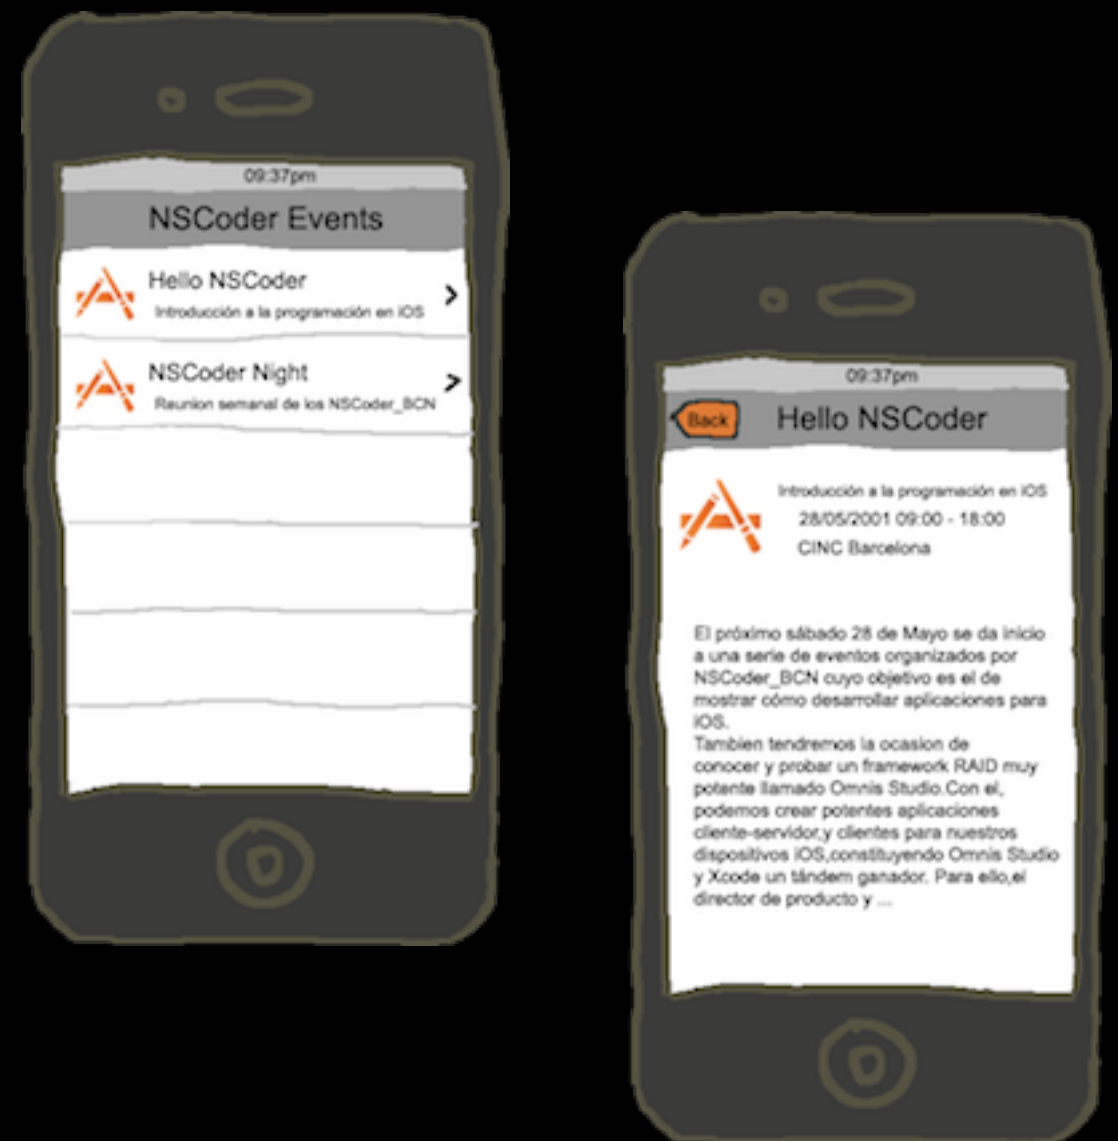 09:37pm
NSCoder Events
Hello NSCoder
Introducción a la programación en iOS
NSCoder Night
Reunion semanal de los NSCoder_BCN
09:37pm
Back
Hello NSCoder
Introducción a la programación en iOS
28/05/2001 09:00 - 18:00
CINC Barcelona
El próximo sábado 28 de Mayo se da inicio
a una serie de eventos organizados por
NSCoder_BCN cuyo objetivo es el de
mostrar cómo desarrollar aplicaciones para
iOS.
Tambien tendremos la ocasion de
conocer y probar un framework RAID muy
potente llamado Omnis Studio.Con el,
podemos crear potentes aplicaciones
cliente-servidor,y clientes para nuestros
dispositivos iOS,constituyendo Omnis Studio
y Xcode un tándem ganador. Para ello,el
director de producto y ...